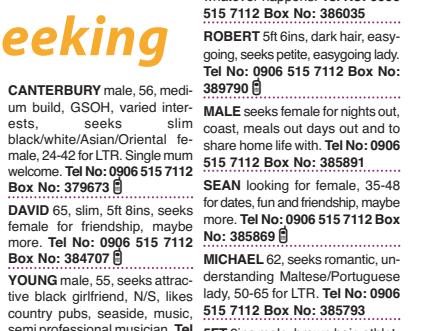 eeking
CANTERBURY male, 56, medi-
um build, GSOH, varied inter-
ests, seeks slim
black/white/Asian/Oriental fe-
male, 24-42 for LTR. Single mum
welcome. Tel No: 0906 515 7112
Box No: 379673
DAVID 65, slim, 5ft 8ins, seeks
female for friendship, maybe
more. Tel No: 0906 515 7112
Box No: 384707
YOUNG male, 55, seeks attrac-
tive black girlfriend, N/S, likes
country pubs, seaside, music,
semi professional musician. Tel
515 7112 Box No: 386035
ROBERT 5ft 6ins, dark hair, easy-
going, seeks petite, easygoing lady.
Tel No: 0906 515 7112 Box No:
389790
MALE seeks female for nights out,
coast, meals out days out and to
share home life with. Tel No: 0906
515 7112 Box No: 385891
SEAN looking for female, 35-48
for dates, fun and friendship, maybe
more. Tel No: 0906 515 7112 Box
No: 385869
MICHAEL 62, seeks romantic, un-
derstanding Maltese/Portuguese
lady, 50-65 for LTR. Tel No: 0906
515 7112 Box No: 385793